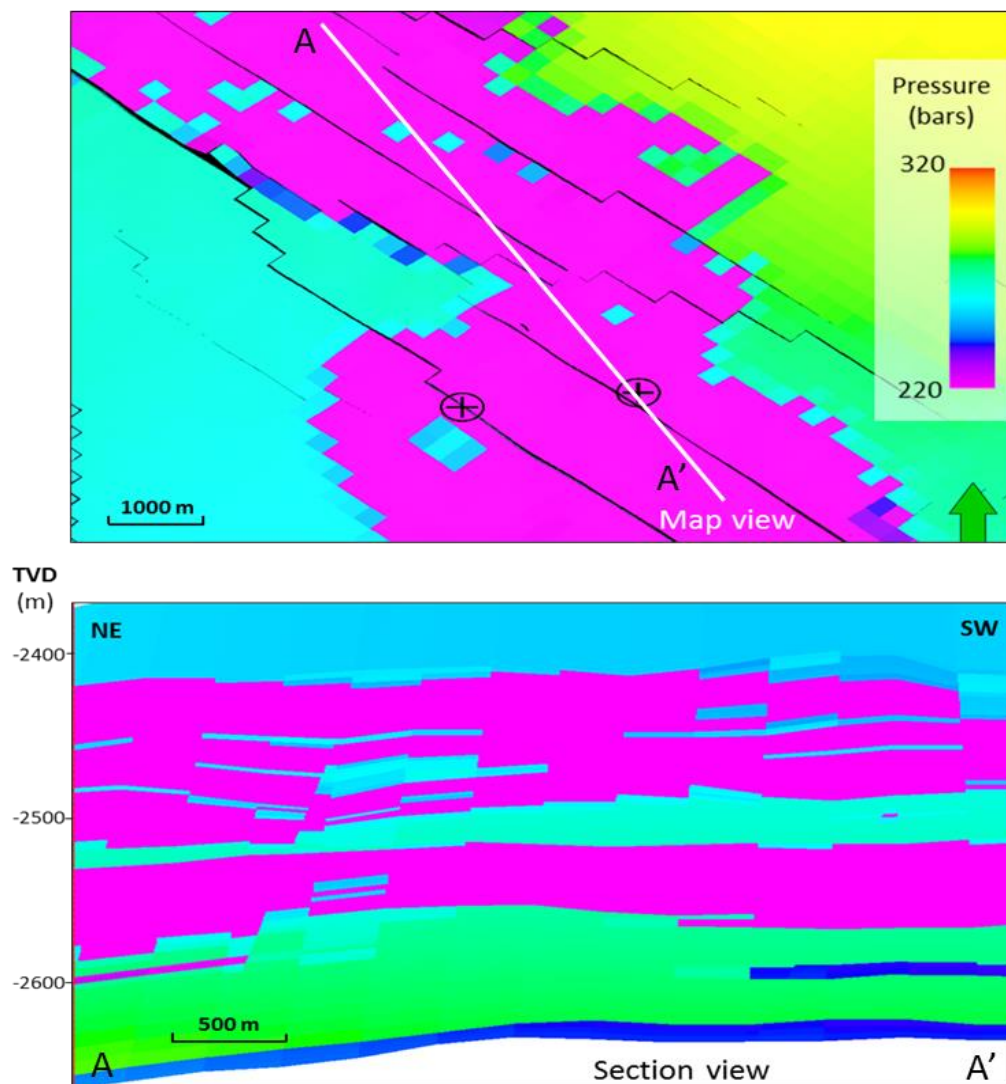 A
Pressure
(bars)
320
220
A’
1000 m
Map view
TVD
(m)
NE
SW
-2400
-2500
-2600
500 m
A
Section view
A’